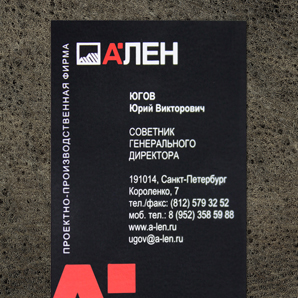 А·ЛЕН
ПРОЕКТНО-ПРОИЗВОДСТВЕННАЯ ФИРМА
ЮГОВ
Юрий Викторович
СОВЕТНИК
ГЕНЕРАЛЬНОГО
ДИРЕКТОРА
191014, Санкт-Петербург
Короленко, 7
тел./факс: (812) 579 32 52
моб. тел.: 8 (952) 358 59 88
www.a-len.ru
ugov@a-len.ru